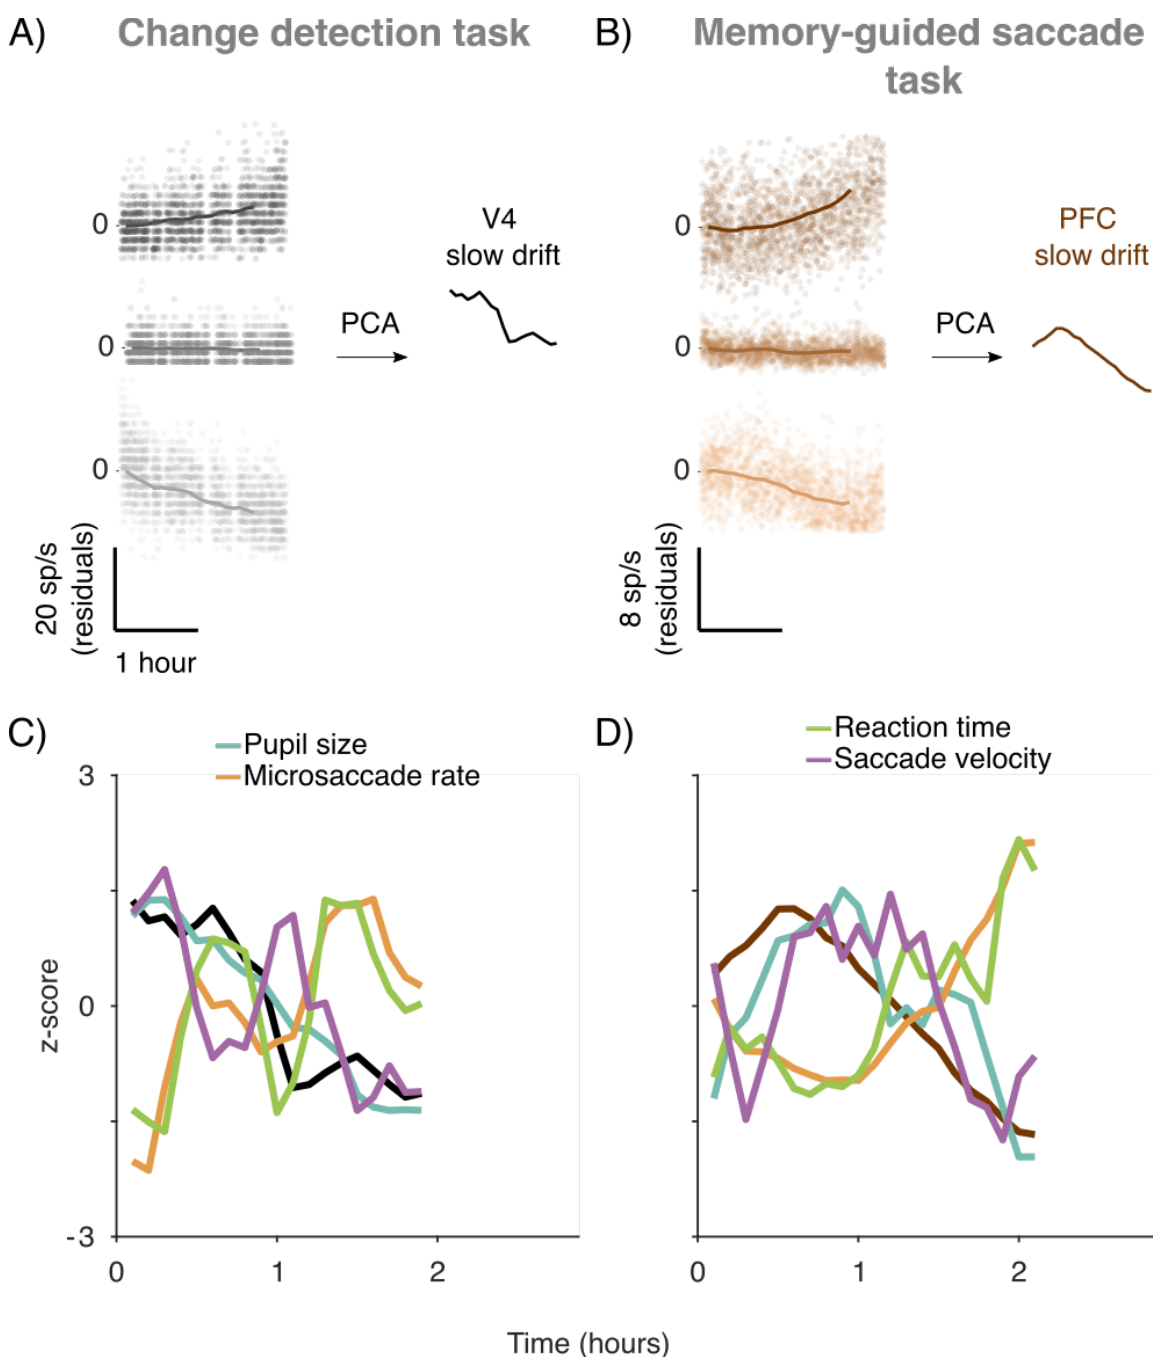 A)
Change detection task
0
0
0
PCA
V4
slow drift
20 sp/s
(residuals)
1 hour
B)
Memory-guided saccade
task
0
0
0
PCA
PFC
slow drift
8 sp/s
(residuals)
C)
Pupil size
Microsaccade rate
3
0
-3
z-score
0
1
2
D)
Reaction time
Saccade velocity
0
1
2
Time (hours)